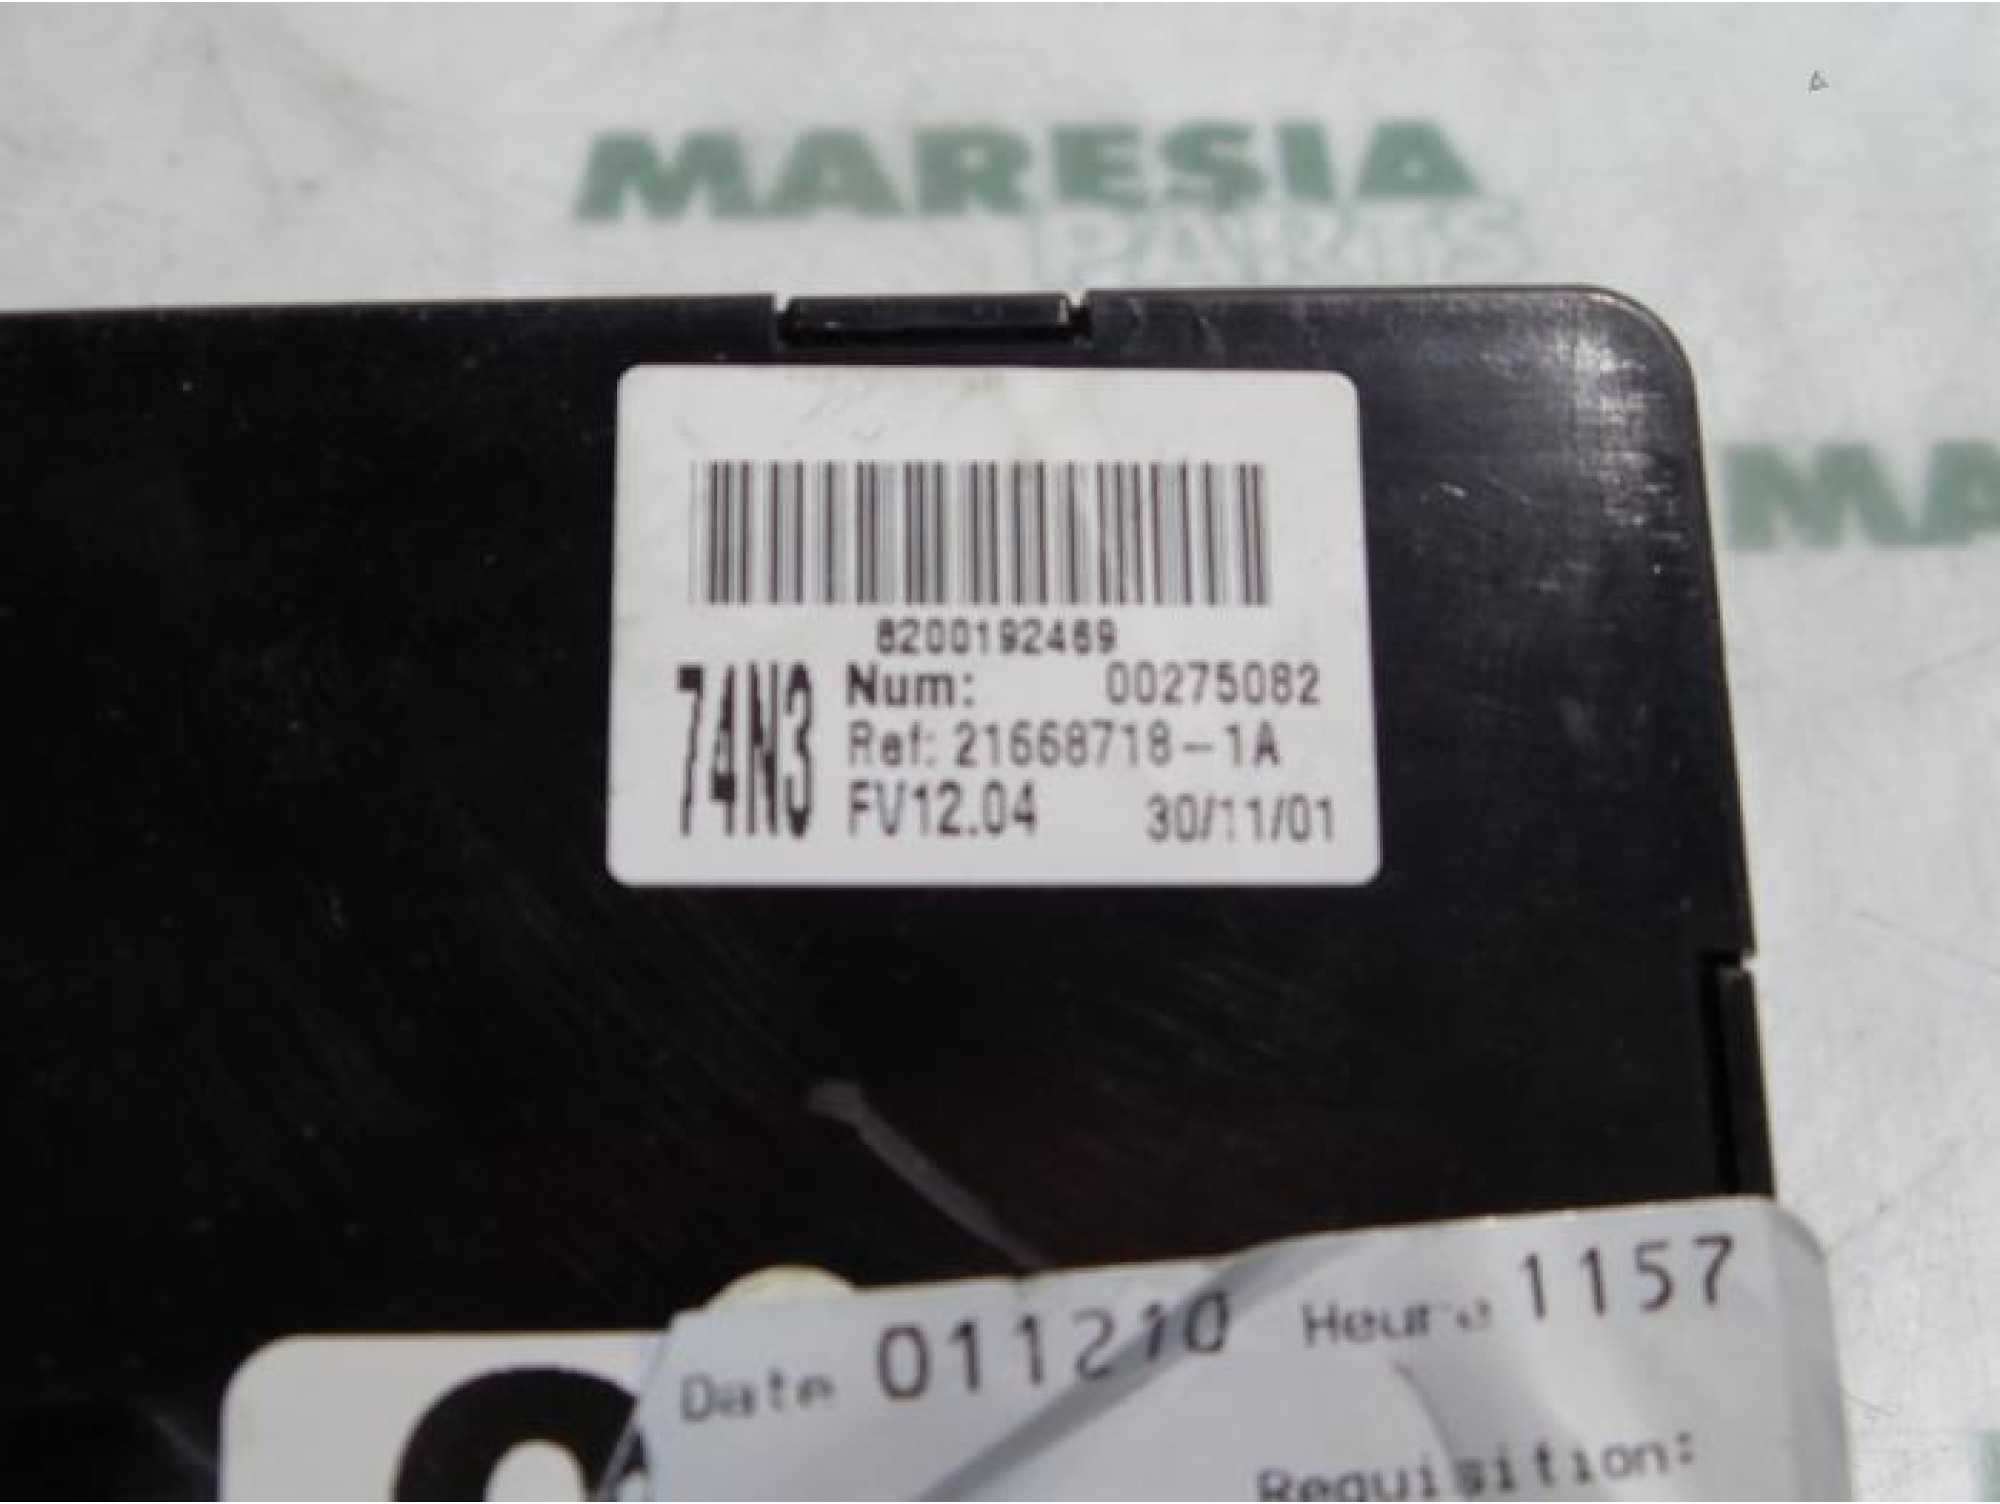 MARESIA
PARTS
MA
8200192469
74N3
Num: 00275082
Ref: 21668718-1A
FV12.04 30/11/01
Date 011210 Heure 1157
Requisition: